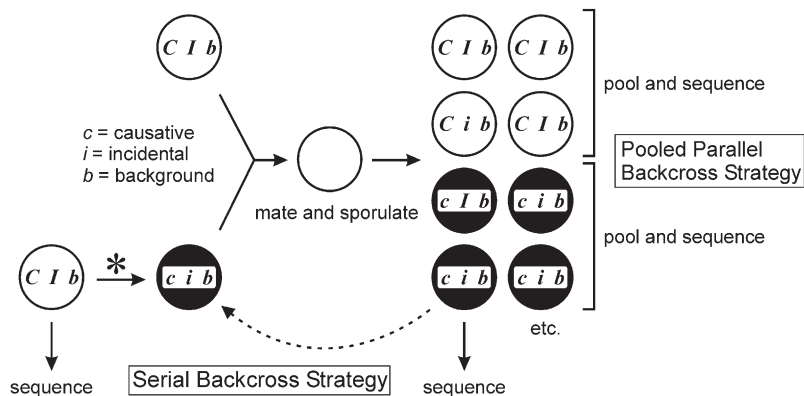 C I b
C I b C I b
pool and sequence
c = causative
i = incidental
b = background
C i b C I b
mate and sporulate
Pooled Parallel
Backcross Strategy
c I b c i b
pool and sequence
C I b * c i b
c i b c i b
etc.
sequence
Serial Backcross Strategy
sequence